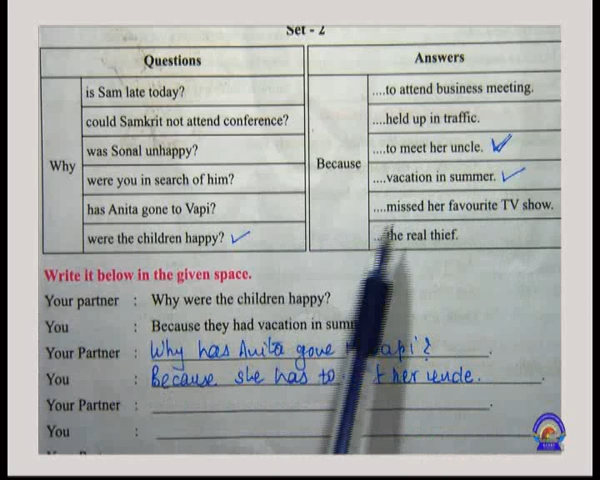 Set - 2
Questions Answers
Why
is Sam late today?
could Samkrit not attend conference?
was Sonal unhappy?
were you in search of him?
has Anita gone to Vapi?
were the children happy?
Because
....to attend business meeting.
....held up in traffic.
....to meet her uncle.
....vacation in summer.
....missed her favourite TV show.
...the real thief.
Write it below in the given space.
Your partner : Why were the children happy?
You : Because they had vacation in
Your Partner : Why has Anita gone api?
You : Because she has to t her uncle.
Your Partner :
You :